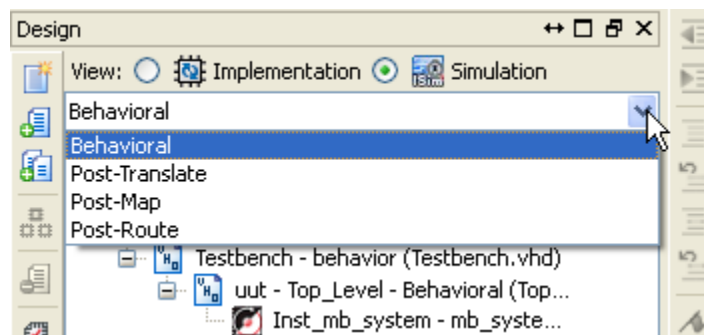 Design
View: Implementation Simulation
Behavioral
Behavioral
Post-Translate
Post-Map
Post-Route
Testbench - behavior (Testbench.vhd)
uut - Top_Level - Behavioral (Top...
Inst_mb_system - mb_syste...